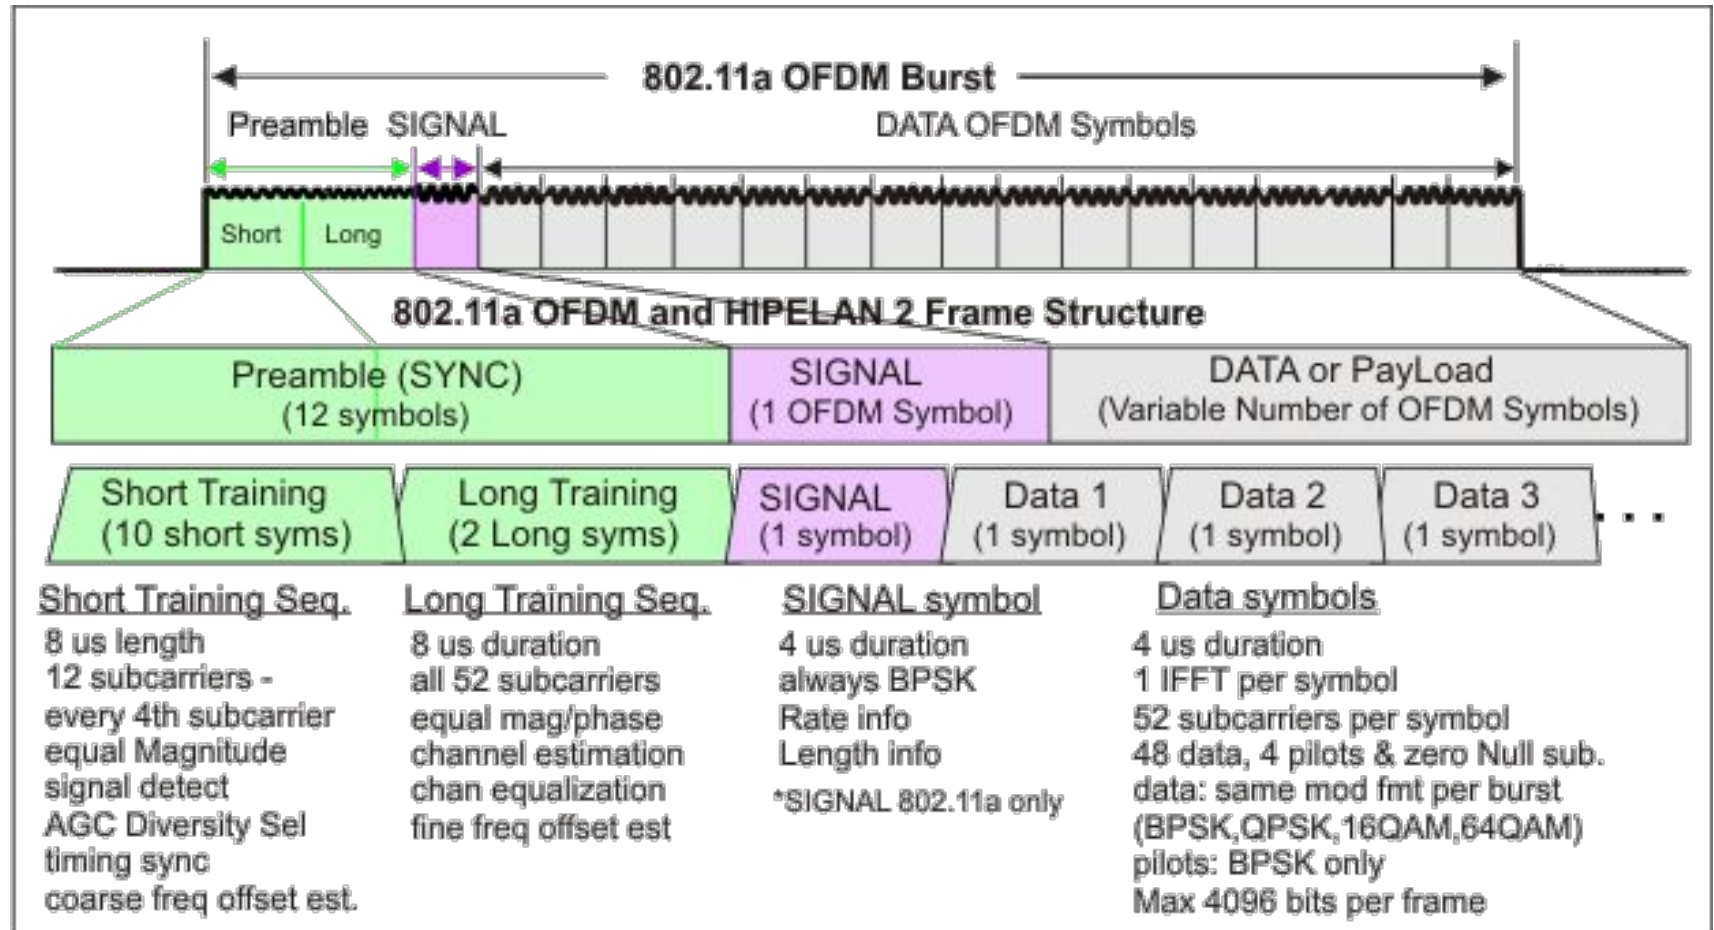 802.11a OFDM Burst
Preamble SIGNAL DATA OFDM Symbols
Short Long
802.11a OFDM and HIPELAN 2 Frame Structure
Preamble (SYNC)
(12 symbols)
SIGNAL
(1 OFDM Symbol)
DATA or PayLoad
(Variable Number of OFDM Symbols)
Short Training
(10 short syms)
Long Training
(2 Long syms)
SIGNAL
(1 symbol)
Data 1
(1 symbol)
Data 2
(1 symbol)
Data 3
(1 symbol)
. . .
Short Training Seq.
8 us length
12 subcarriers -
every 4th subcarrier
equal Magnitude
signal detect
AGC Diversity Sel
timing sync
coarse freq offset est.
Long Training Seq.
8 us duration
all 52 subcarriers
equal mag/phase
channel estimation
chan equalization
fine freq offset est
SIGNAL symbol
4 us duration
always BPSK
Rate info
Length info
*SIGNAL 802.11a only
Data symbols
4 us duration
1 IFFT per symbol
52 subcarriers per symbol
48 data, 4 pilots & zero Null sub.
data: same mod fmt per burst
(BPSK,QPSK,16QAM,64QAM)
pilots: BPSK only
Max 4096 bits per frame